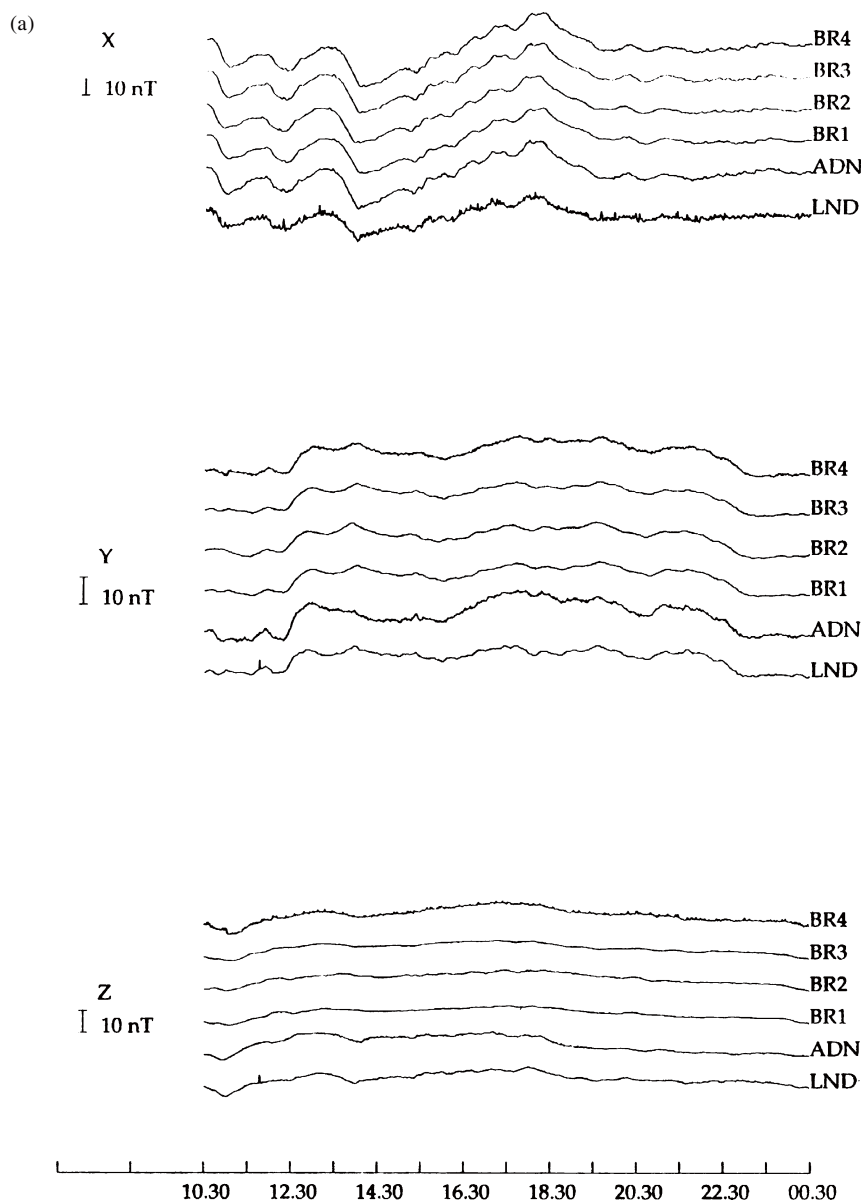 (a)
X
10 nT
BR4
BR3
BR2
BR1
ADN
LND
Y
10 nT
BR4
BR3
BR2
BR1
ADN
LND
Z
10 nT
BR4
BR3
BR2
BR1
ADN
LND
10.30 12.30 14.30 16.30 18.30 20.30 22.30 00.30